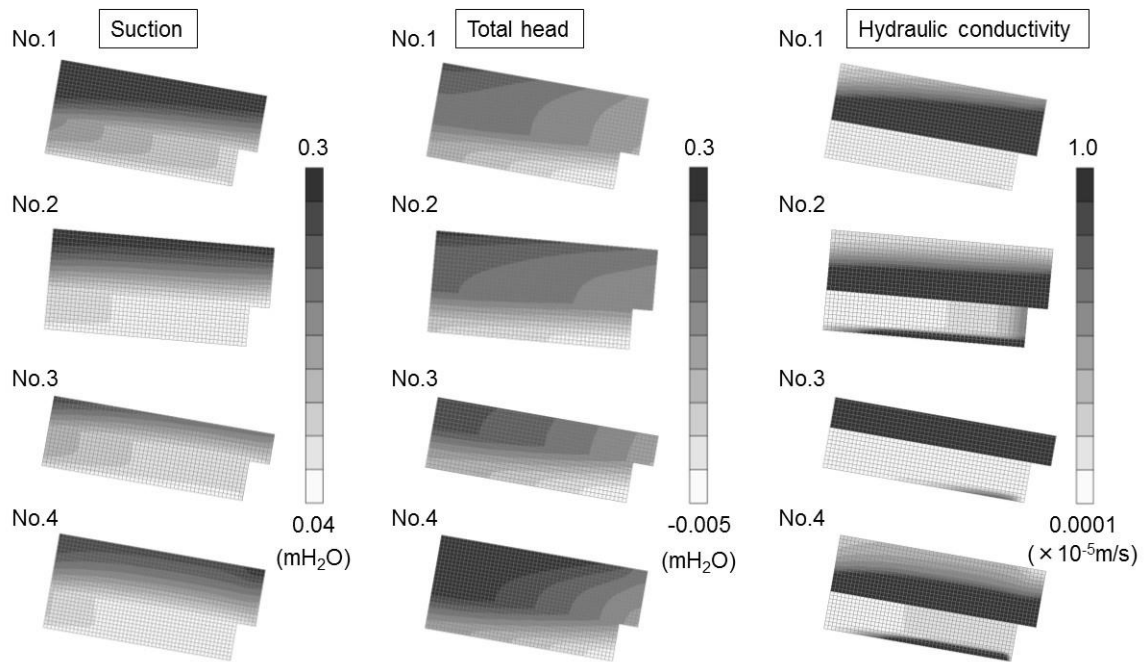 Suction
Total head
Hydraulic conductivity
No.1
No.1
No.1
0.3
0.3
1.0
No.2
No.2
No.2
No.3
No.3
No.3
No.4
No.4
No.4
0.04
-0.005
0.0001
(mH₂O)
(mH₂O)
(×10⁻⁵m/s)